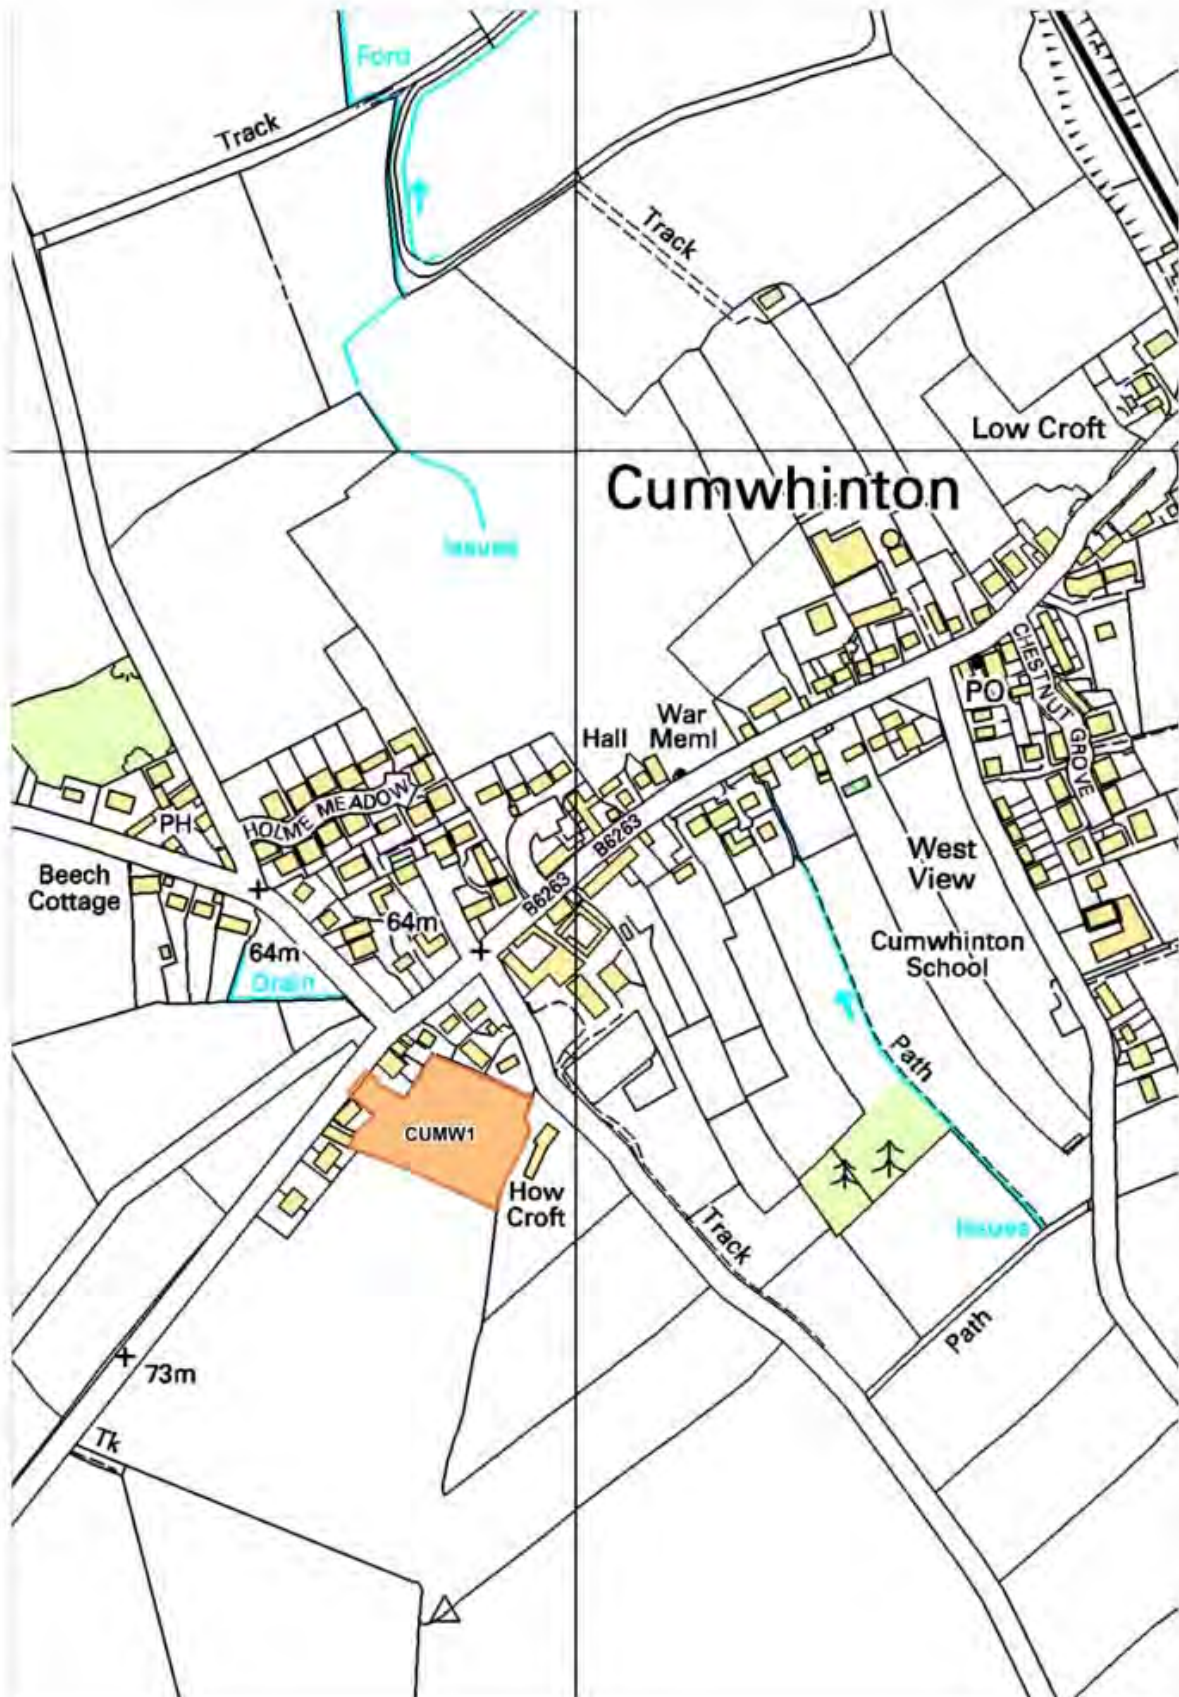 Ford
Track
Track
Low Croft
Cumwhinton
Issues
CHESTNUT GROVE
PO
War
Meml
Hall
HOLME MEADOW
PH
B6263
B6263
West
View
Beech
Cottage
64m
64m
Drain
Cumwhinton
School
Path
CUMW1
How
Croft
Track
Issues
Path
73m
Tk